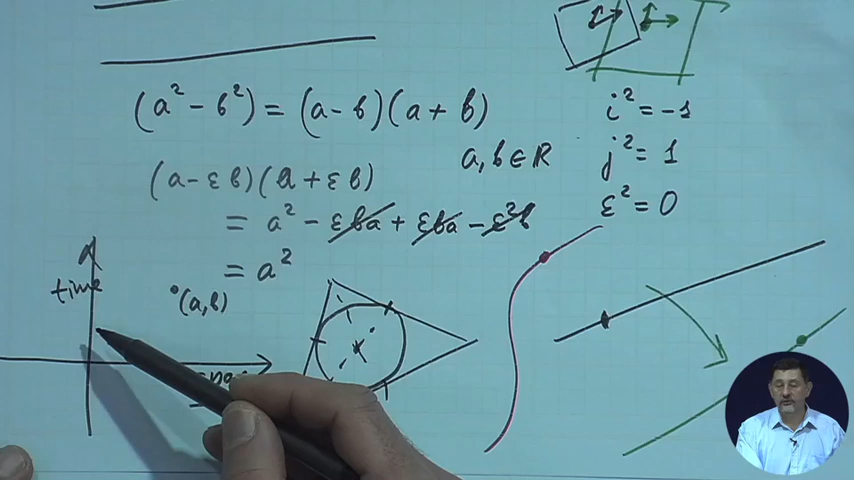 (a² - b²) = (a - b)(a + b)
i² = -1
a, b ∈ ℝ
j² = 1
(a - εb)(a + εb)
ε² = 0
= a² - εba + εba - ε²b
= a²
time
(a, b)